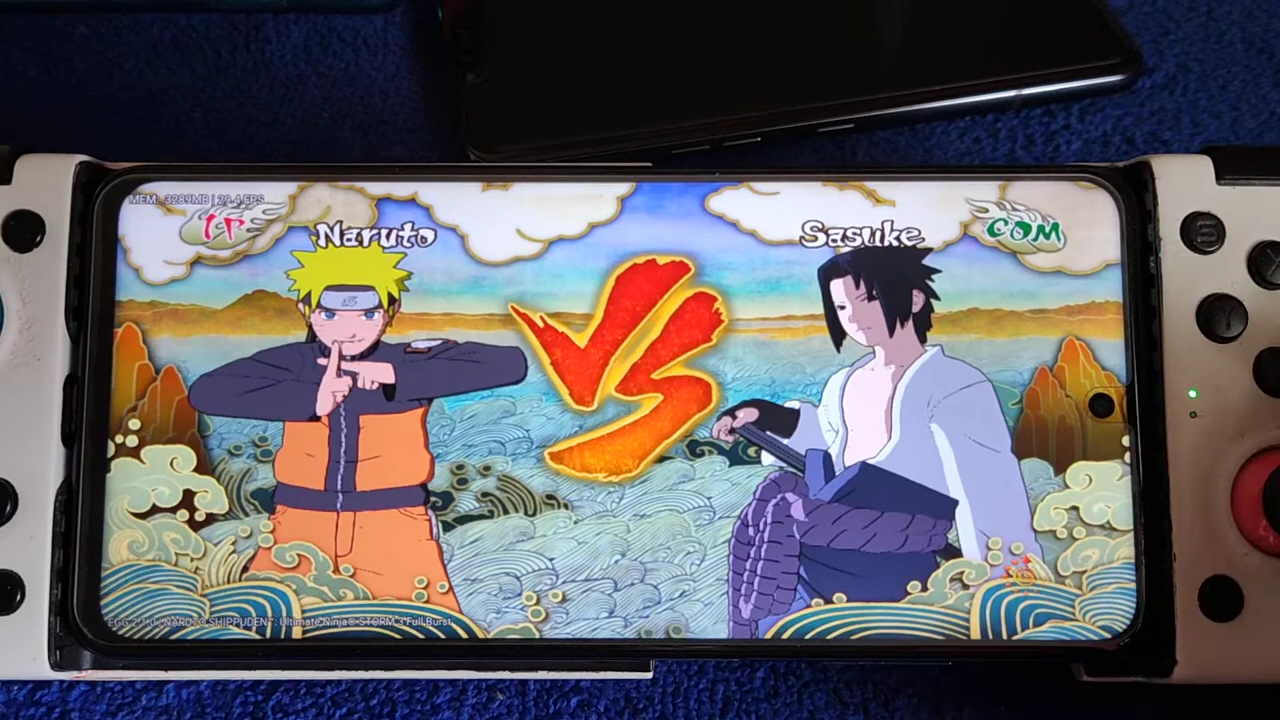 MEM: 3289MB | 29.4 FPS
1P
Naruto
Sasuke
COM
VS
EGG 2.1.0 | NARUTO SHIPPUDEN™: Ultimate Ninja® STORM 3 Full Burst
X
Y